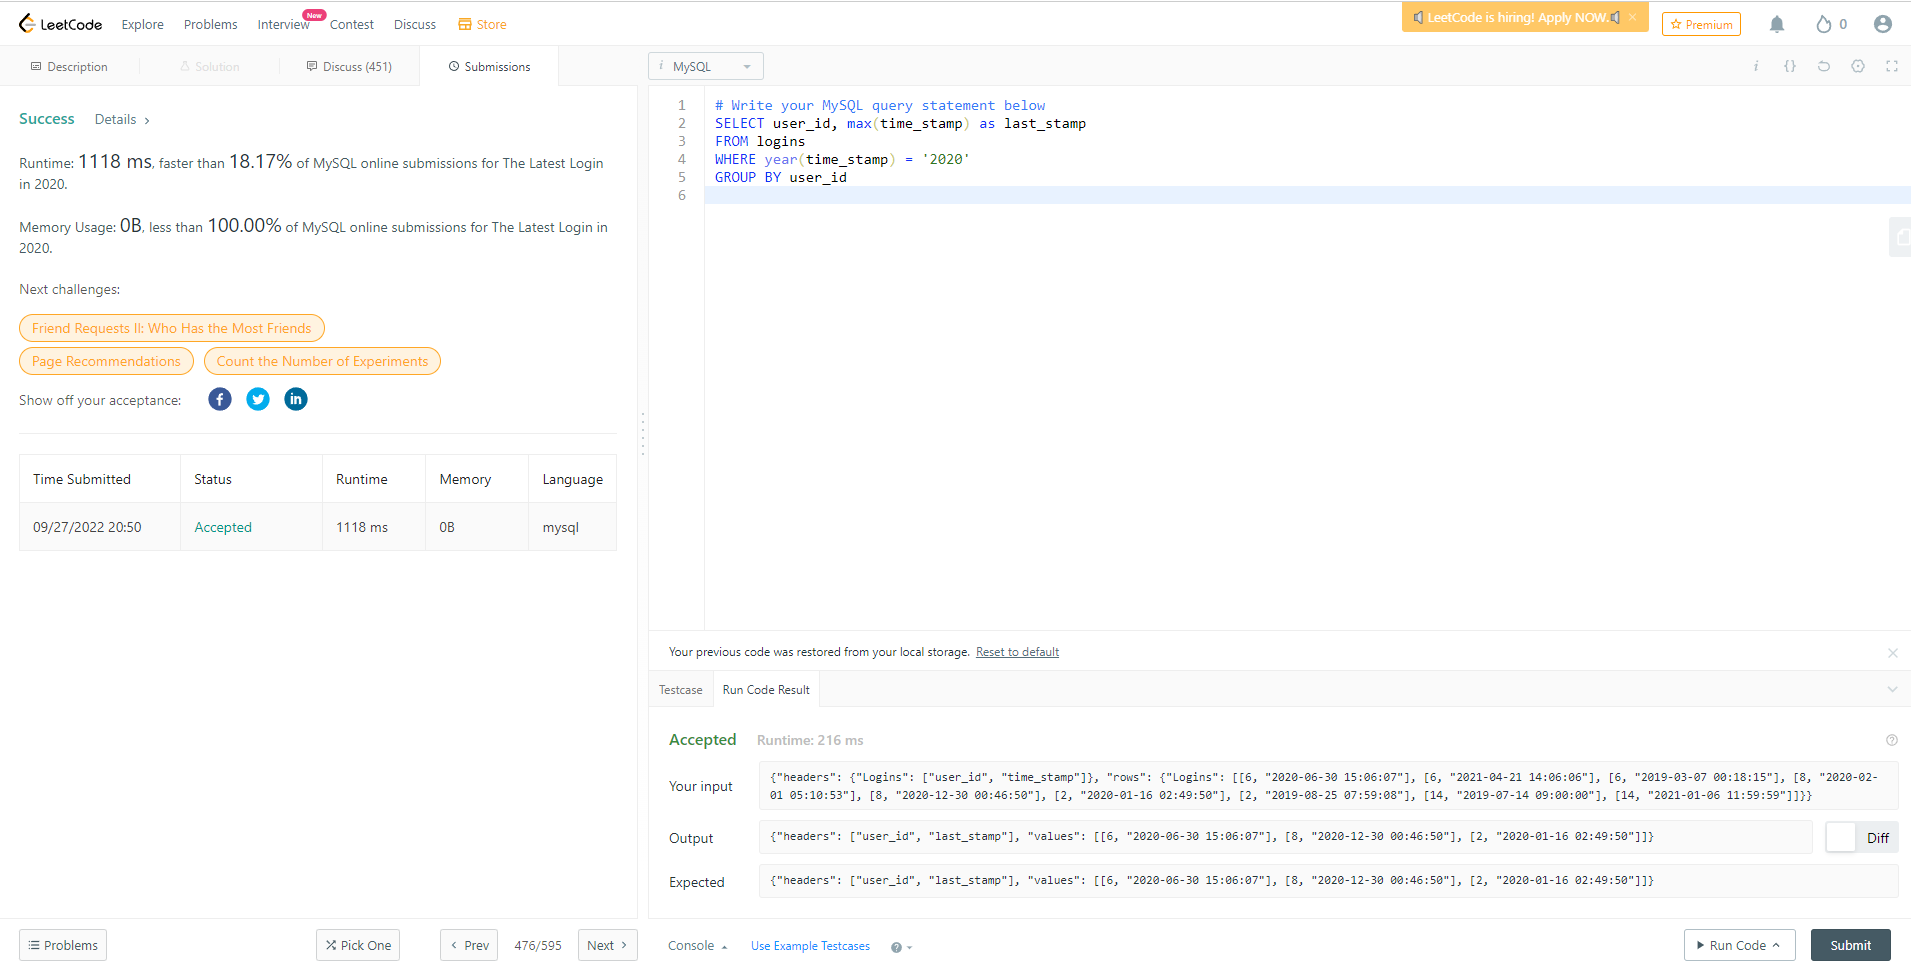 LeetCode
Explore
Problems
Interview
New
Contest
Discuss
Store
LeetCode is hiring! Apply NOW.
Premium
0
Description
Solution
Discuss (451)
Submissions
i MySQL
Success Details >
Runtime: 1118 ms, faster than 18.17% of MySQL online submissions for The Latest Login
in 2020.
Memory Usage: 0B, less than 100.00% of MySQL online submissions for The Latest Login in
2020.
Next challenges:
Friend Requests II: Who Has the Most Friends
Page Recommendations Count the Number of Experiments
Show off your acceptance:
Time Submitted Status Runtime Memory Language
09/27/2022 20:50 Accepted 1118 ms 0B mysql
1 # Write your MySQL query statement below
2 SELECT user_id, max(time_stamp) as last_stamp
3 FROM logins
4 WHERE year(time_stamp) = '2020'
5 GROUP BY user_id
6
Your previous code was restored from your local storage. Reset to default
Testcase Run Code Result
Accepted Runtime: 216 ms
Your input
{"headers": {"Logins": ["user_id", "time_stamp"]}, "rows": {"Logins": [[6, "2020-06-30 15:06:07"], [6, "2021-04-21 14:06:06"], [6, "2019-03-07 00:18:15"], [8, "2020-02-
01 05:10:53"], [8, "2020-12-30 00:46:50"], [2, "2020-01-16 02:49:50"], [2, "2019-08-25 07:59:08"], [14, "2019-07-14 09:00:00"], [14, "2021-01-06 11:59:59"]]}}
Output {"headers": ["user_id", "last_stamp"], "values": [[6, "2020-06-30 15:06:07"], [8, "2020-12-30 00:46:50"], [2, "2020-01-16 02:49:50"]]} Diff
Expected {"headers": ["user_id", "last_stamp"], "values": [[6, "2020-06-30 15:06:07"], [8, "2020-12-30 00:46:50"], [2, "2020-01-16 02:49:50"]]}
Problems Pick One < Prev 476/595 Next > Console Use Example Testcases Run Code Submit